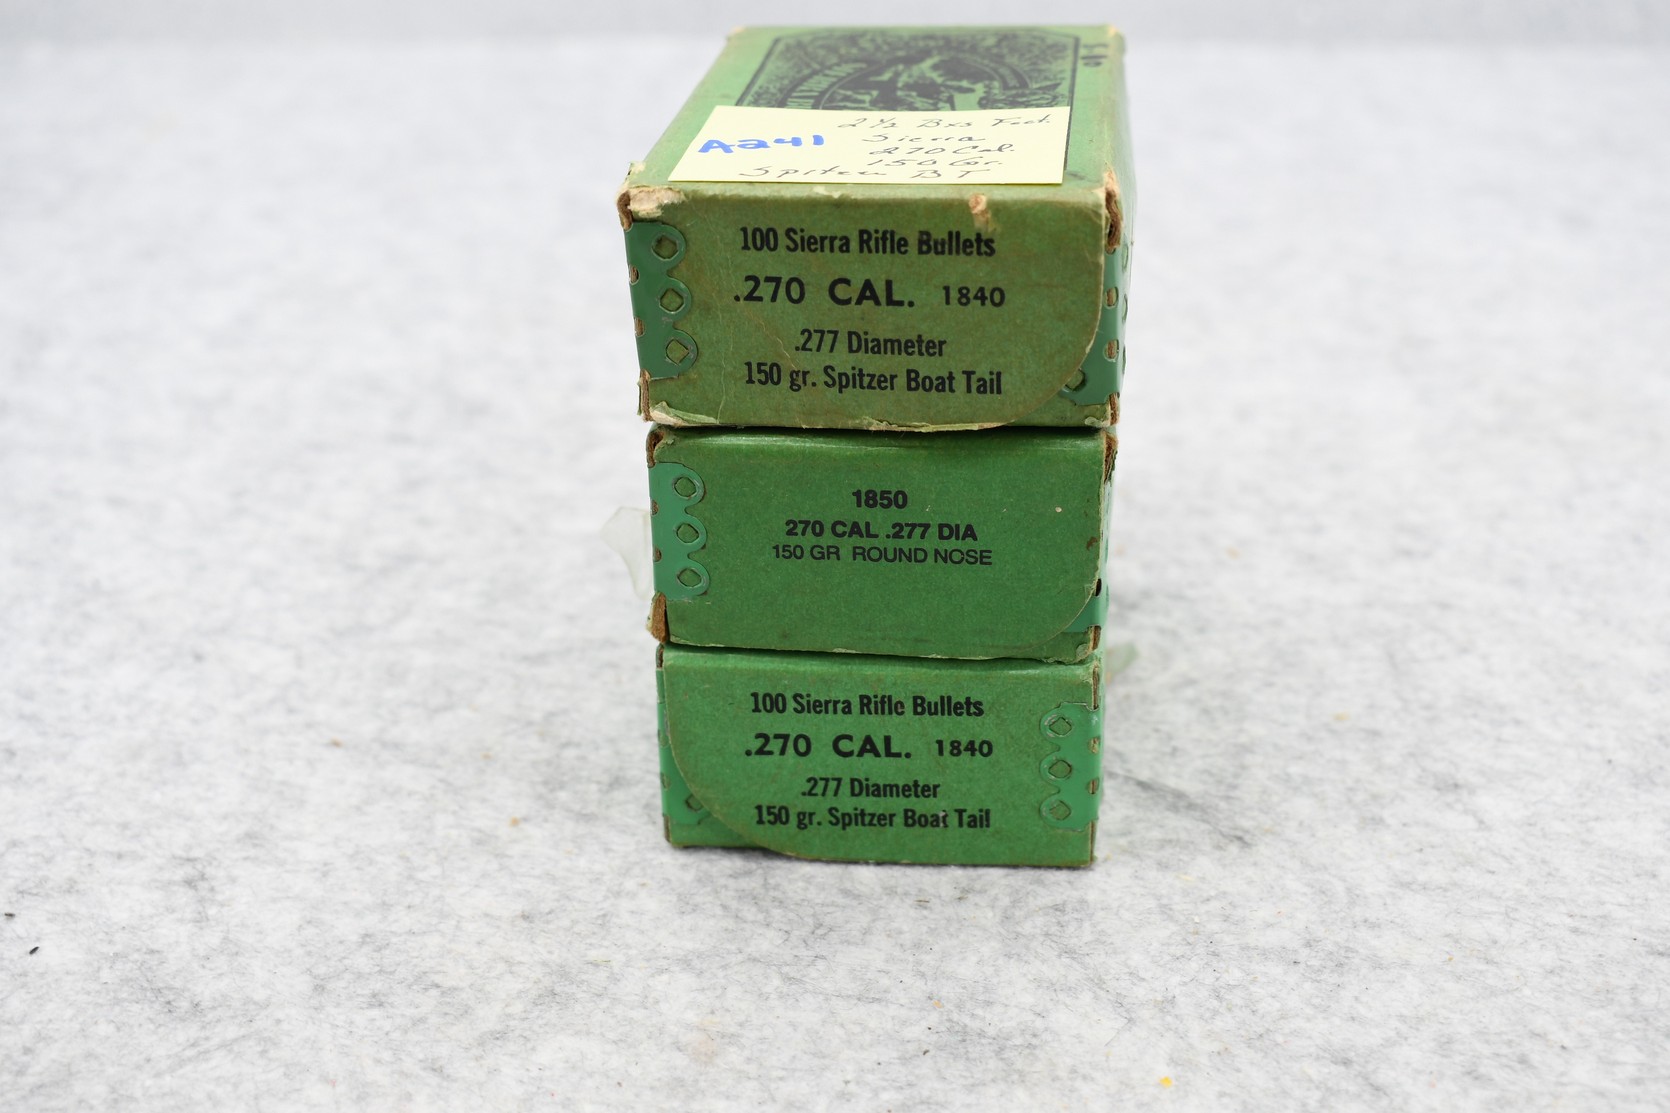 2 1/2 Bxs Fact.
A241
Sierra
270 Cal.
150 Gr.
Spitzer BT
100 Sierra Rifle Bullets
.270 CAL. 1840
.277 Diameter
150 gr. Spitzer Boat Tail
1850
270 CAL .277 DIA
150 GR ROUND NOSE
100 Sierra Rifle Bullets
.270 CAL. 1840
.277 Diameter
150 gr. Spitzer Boat Tail